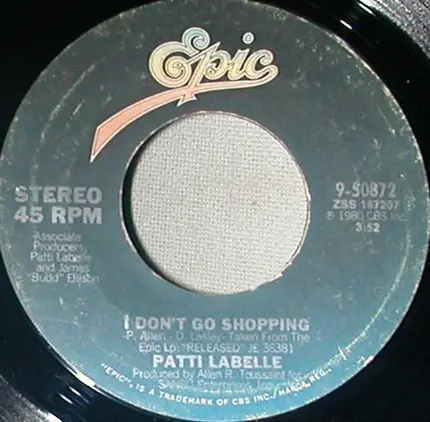 Epic
STEREO
45 RPM
9-50872
ZSS 167207
℗ 1980 CBS Inc.
3:52
Associate
Producers:
Patti Labelle
and James
"Budd" Ellison
I DON'T GO SHOPPING
-P. Allen - D. Lasley- Taken From The
Epic Lp: "RELEASED" JE 36381
PATTI LABELLE
Produced by Allen R. Toussaint for
Enterprises, Inc.
"EPIC", IS A TRADEMARK OF CBS INC./MARCA REG.